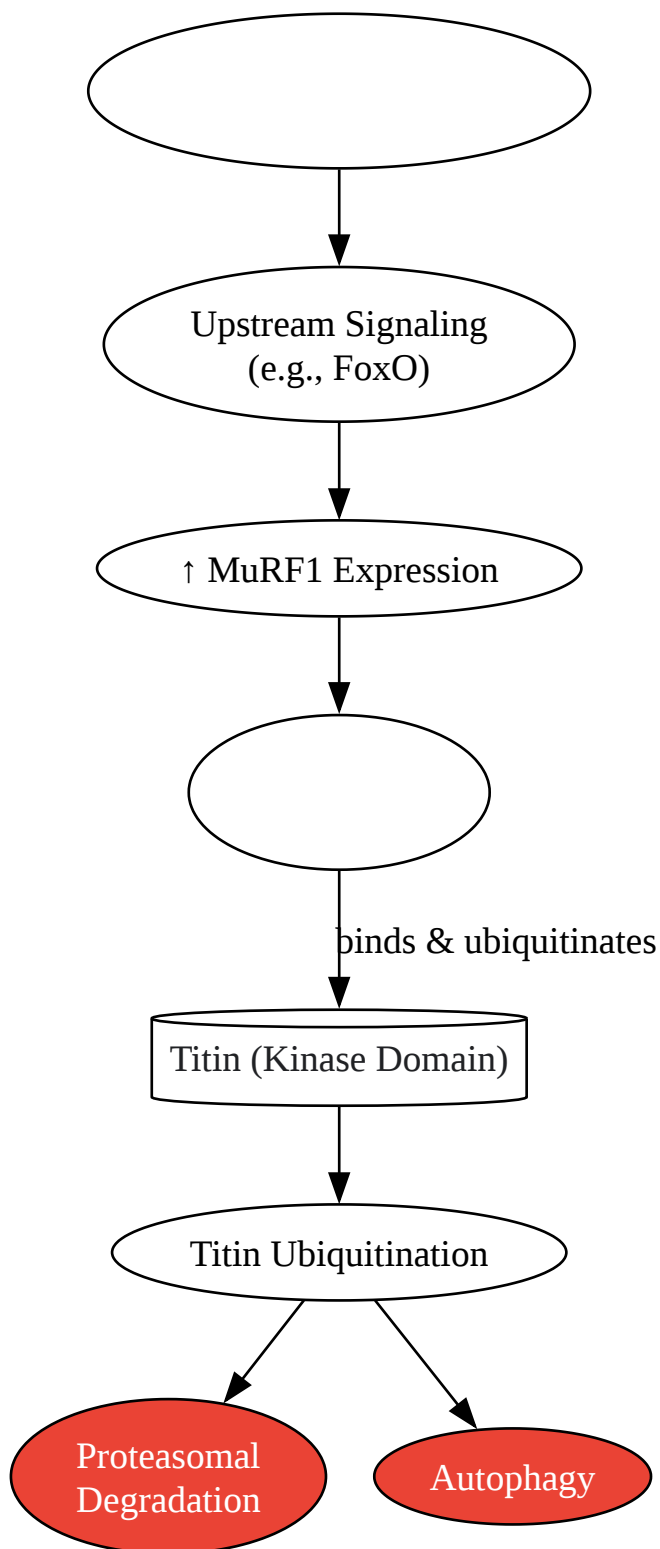 Upstream Signaling
(e.g., FoxO)
↑ MuRF1 Expression
binds & ubiquitinates
Titin (Kinase Domain)
Titin Ubiquitination
Proteasomal
Degradation
Autophagy